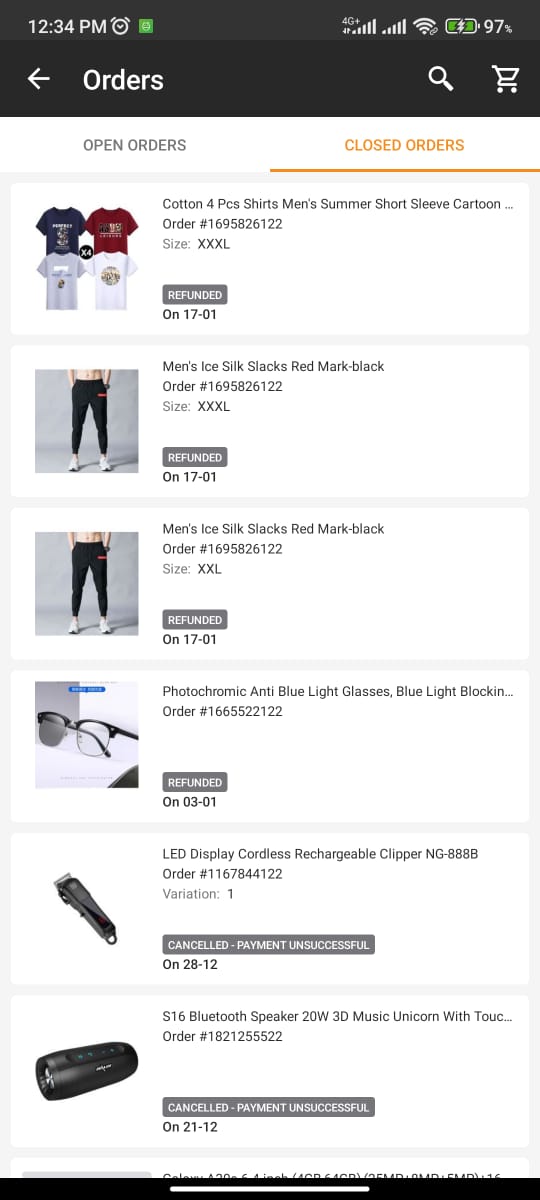 12:34 PM
4G+
97%
Orders
OPEN ORDERS
CLOSED ORDERS
Cotton 4 Pcs Shirts Men's Summer Short Sleeve Cartoon ...
Order #1695826122
Size: XXXL
X4
REFUNDED
On 17-01
Men's Ice Silk Slacks Red Mark-black
Order #1695826122
Size: XXXL
REFUNDED
On 17-01
Men's Ice Silk Slacks Red Mark-black
Order #1695826122
Size: XXL
REFUNDED
On 17-01
Photochromic Anti Blue Light Glasses, Blue Light Blockin...
Order #1665522122
REFUNDED
On 03-01
LED Display Cordless Rechargeable Clipper NG-888B
Order #1167844122
Variation: 1
CANCELLED - PAYMENT UNSUCCESSFUL
On 28-12
S16 Bluetooth Speaker 20W 3D Music Unicorn With Touc...
Order #1821255522
CANCELLED - PAYMENT UNSUCCESSFUL
On 21-12